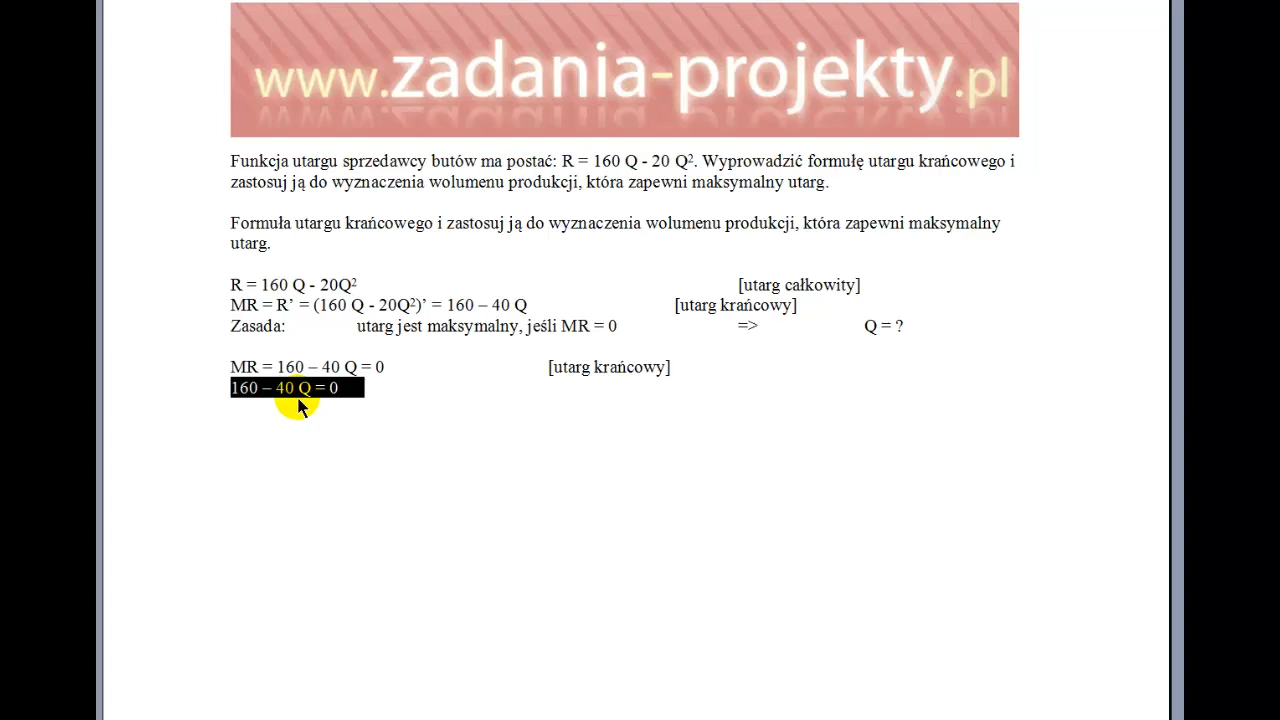 www.zadania-projekty.pl
Funkcja utargu sprzedawcy butów ma postać: R = 160 Q - 20 Q². Wyprowadzić formułę utargu krańcowego i
zastosuj ją do wyznaczenia wolumenu produkcji, która zapewni maksymalny utarg.
Formuła utargu krańcowego i zastosuj ją do wyznaczenia wolumenu produkcji, która zapewni maksymalny
utarg.
R = 160 Q - 20Q² [utarg całkowity]
MR = R’ = (160 Q - 20Q²)’ = 160 – 40 Q [utarg krańcowy]
Zasada: utarg jest maksymalny, jeśli MR = 0 => Q = ?
MR = 160 – 40 Q = 0 [utarg krańcowy]
160 – 40 Q = 0